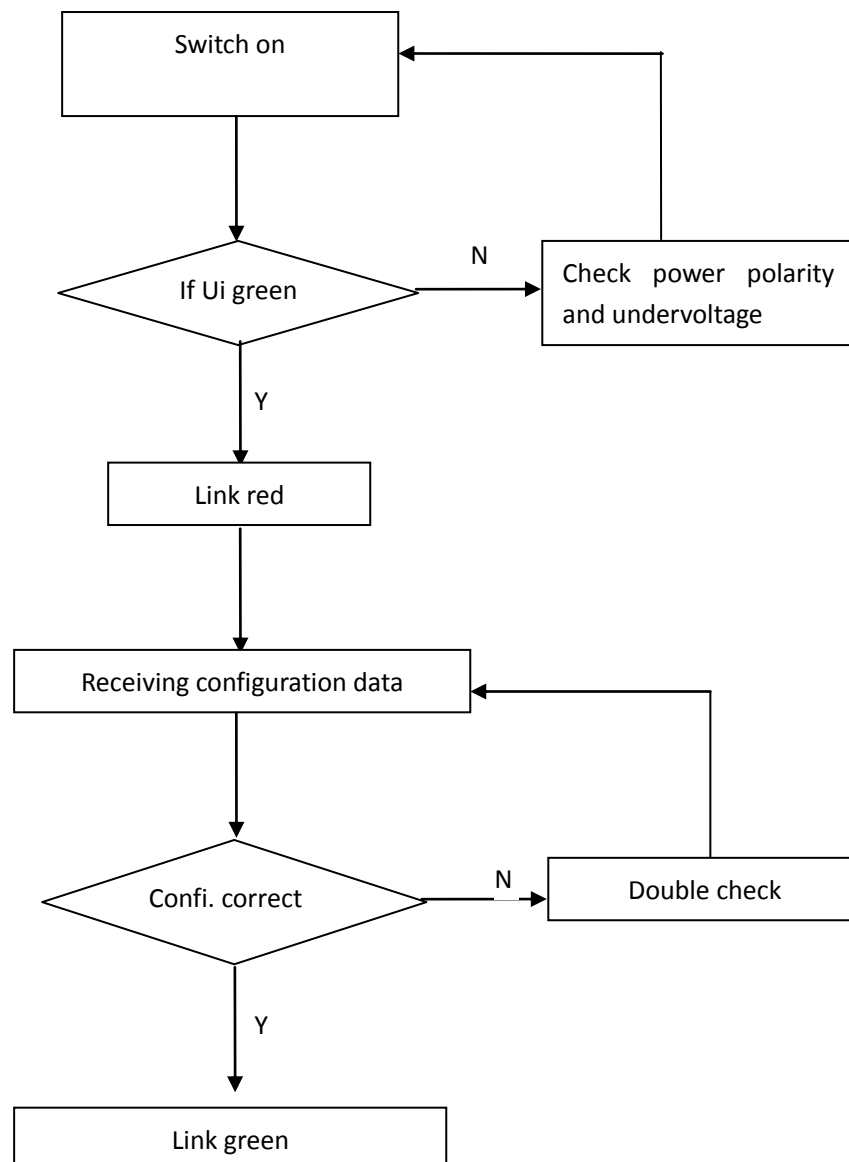 Switch on
If Ui green
N
Check power polarity
and undervoltage
Y
Link red
Receiving configuration data
Confi. correct
N
Double check
Y
Link green